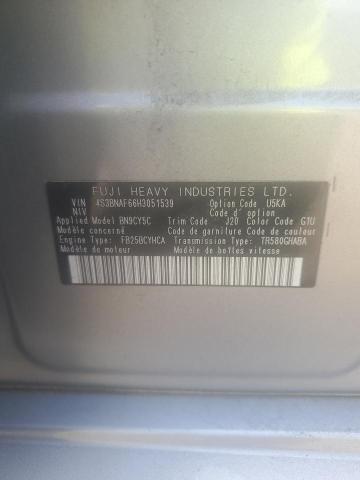 FUJI HEAVY INDUSTRIES LTD.
VIN 4S3BNAF66H3051539 Option Code U5KA
NIV Code d'option
Applied Model BN9CY5C Trim Code J20 Color Code G1U
Modèle concerné Code de garniture Code de couleur
Engine Type FB25BCYHCA Transmission Type TR580GHABA
Modèle de moteur Modèle de boîtes vitesse